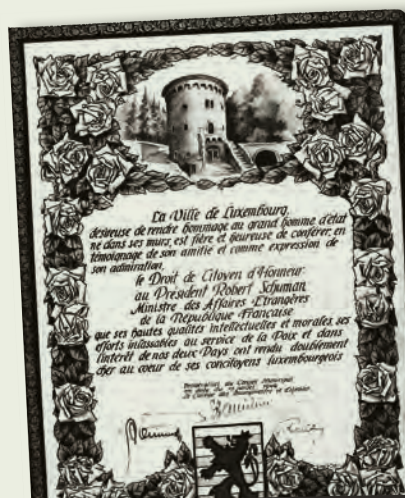 La Ville de Luxembourg,
désireuse de rendre hommage au grand homme d'état
né dans ses murs, est fière et heureuse de conférer, en
témoignage de son amitié et comme expression de
son admiration,
le Droit de Citoyen d'Honneur
au Président Robert Schuman
Ministre des Affaires Etrangères
de la République Française
que ses hautes qualités intellectuelles et morales, ses
efforts inlassables au service de la Paix et dans
l'intérêt de nos deux Pays ont rendu doublement
cher au coeur de ses concitoyens luxembourgeois
du Conseil